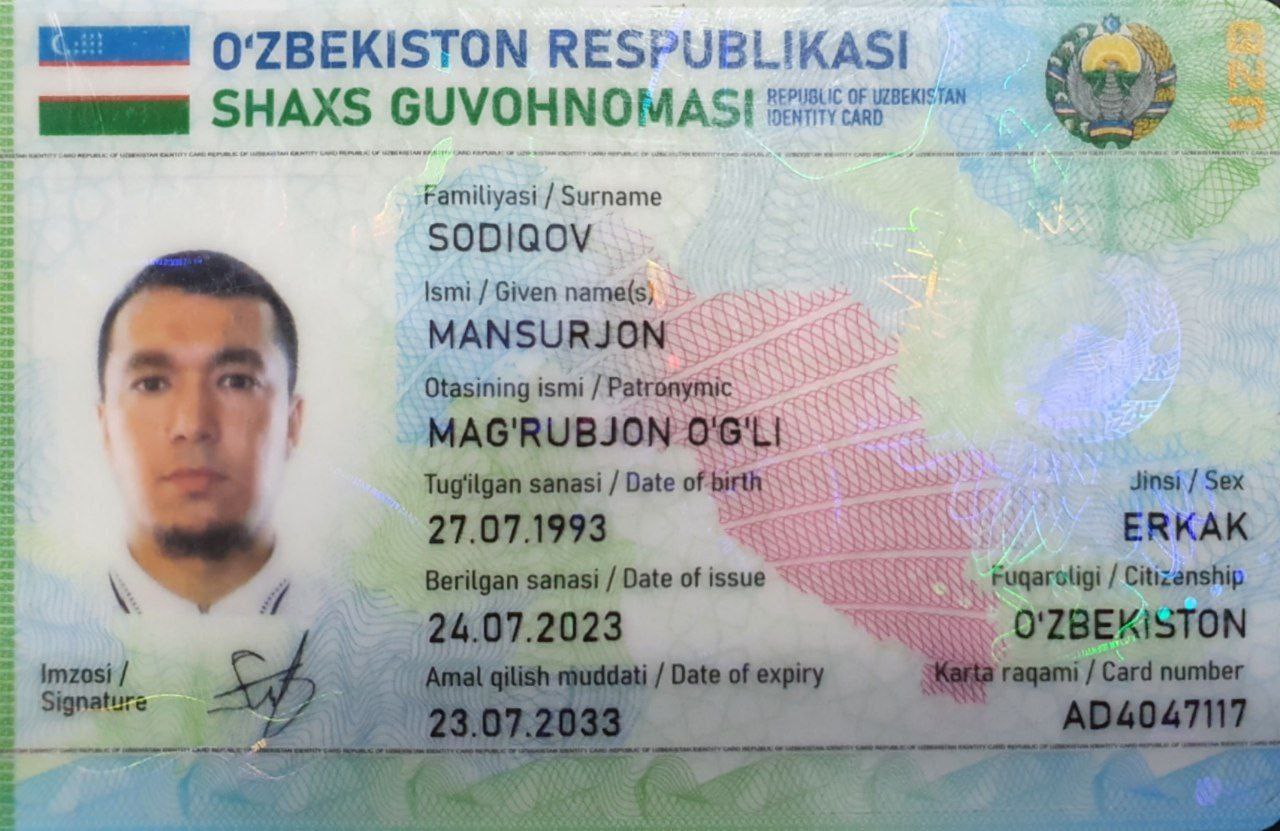 O‘ZBEKISTON RESPUBLIKASI
SHAXS GUVOHNOMASI
REPUBLIC OF UZBEKISTAN
IDENTITY CARD
UZB
Familiyasi / Surname
SODIQOV
Ismi / Given name(s)
MANSURJON
Otasining ismi / Patronymic
MAG'RUBJON O'G'LI
Tug‘ilgan sanasi / Date of birth
27.07.1993
Jinsi / Sex
ERKAK
Berilgan sanasi / Date of issue
24.07.2023
Fuqaroligi / Citizenship
O'ZBEKISTON
Amal qilish muddati / Date of expiry
23.07.2033
Karta raqami / Card number
AD4047117
Imzosi /
Signature